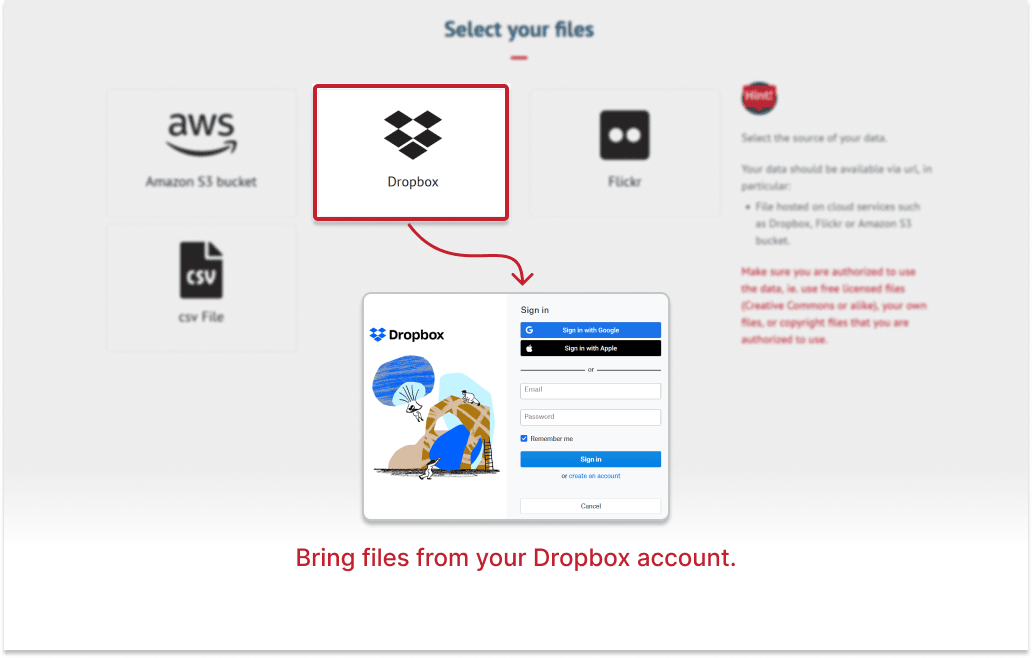 Select your files
aws
Amazon S3 bucket
Dropbox
Flickr
csv
csv File
Hint!
Select the source of your data.
Your data should be available via url, in
particular:
• File hosted on cloud services such
as Dropbox, Flickr or Amazon S3
bucket.
Make sure you are authorized to use
the data, ie. use free licensed files
(Creative Commons or alike), your own
files, or copyright files that you are
authorized to use.
Dropbox
Sign in
Sign in with Google
Sign in with Apple
or
Email
Password
Remember me
Sign in
or create an account
Cancel
Bring files from your Dropbox account.